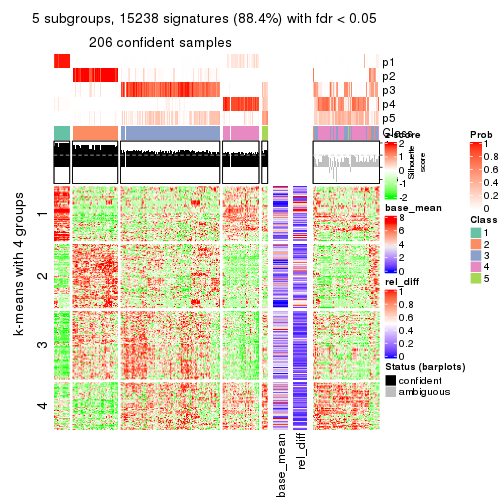 5 subgroups, 15238 signatures (88.4%) with fdr < 0.05
206 confident samples
p1
p2
p3
p4
p5
Class
z-score
2
1
0
-1
-2
Silhouette
score
Prob
1
0.8
0.6
0.4
0.2
0
base_mean
8
6
4
2
0
Class
1
2
3
4
5
rel_diff
1
0.8
0.6
0.4
0.2
0
Status (barplots)
confident
ambiguous
k-means with 4 groups
1
2
3
4
base_mean
rel_diff